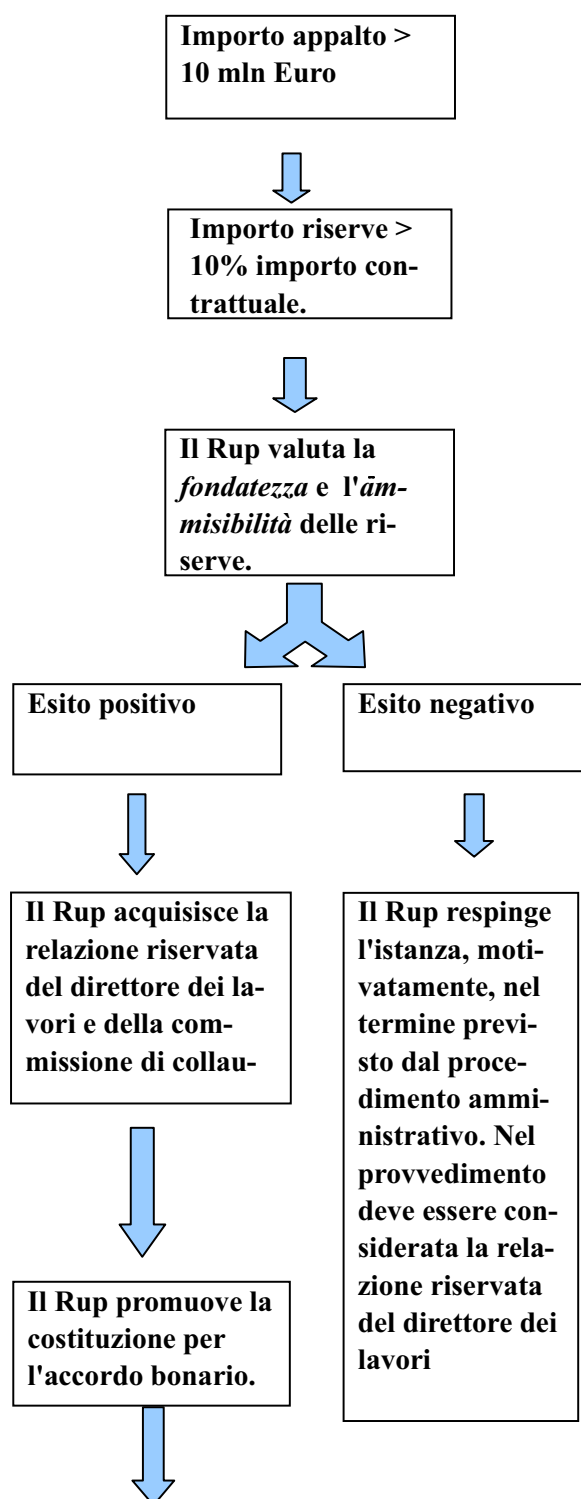 Importo appalto >
10 mln Euro
Importo riserve >
10% importo con-
trattuale.
Il Rup valuta la
fondatezza e l'ām-
misibilità delle ri-
serve.
Esito positivo
Esito negativo
Il Rup acquisisce la
relazione riservata
del direttore dei la-
vori e della com-
missione di collau-
Il Rup respinge
l'istanza, moti-
vatamente, nel
termine previ-
sto dal proce-
dimento ammi-
nistrativo. Nel
provvedimento
deve essere con-
siderata la rela-
zione riservata
del direttore dei
lavori
Il Rup promuove la
costituzione per
l'accordo bonario.